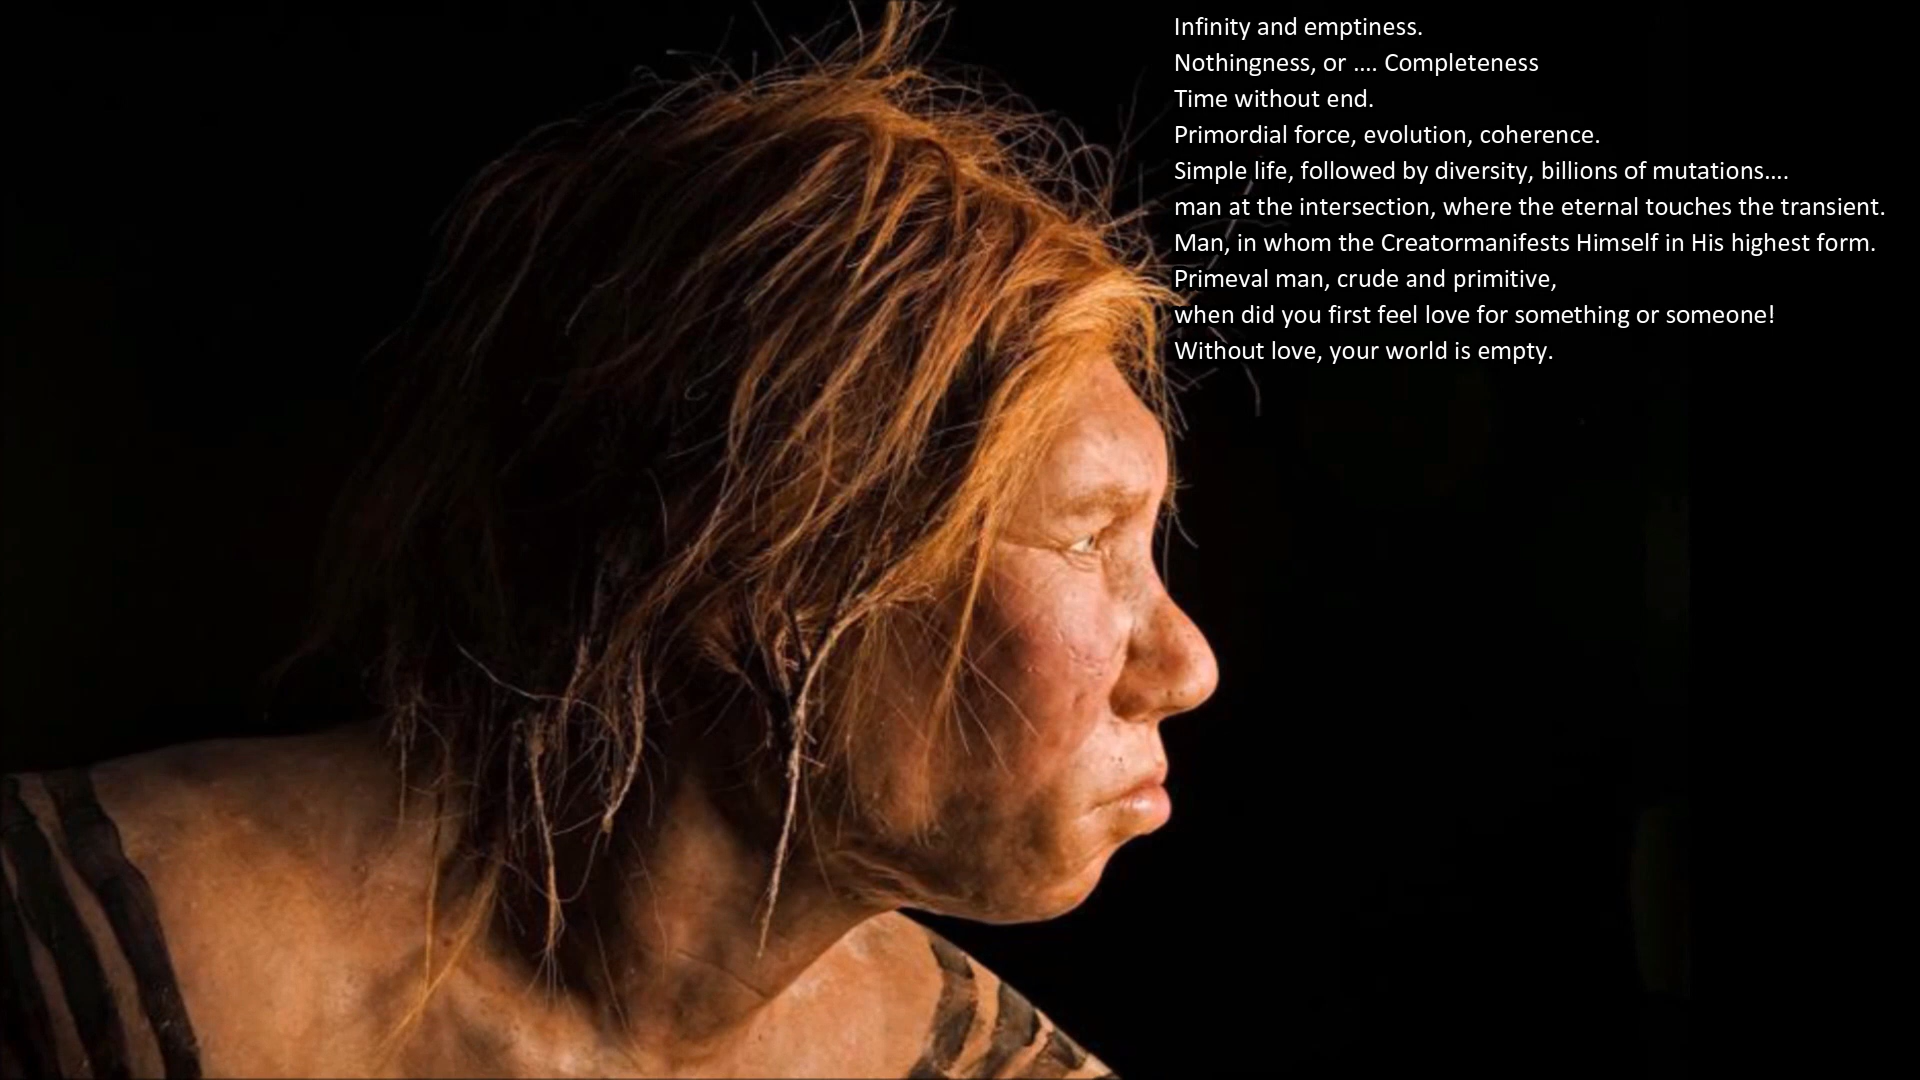 Infinity and emptiness.
Nothingness, or .... Completeness
Time without end.
Primordial force, evolution, coherence.
Simple life, followed by diversity, billions of mutations....
man at the intersection, where the eternal touches the transient.
Man, in whom the Creatormanifests Himself in His highest form.
Primeval man, crude and primitive,
when did you first feel love for something or someone!
Without love, your world is empty.